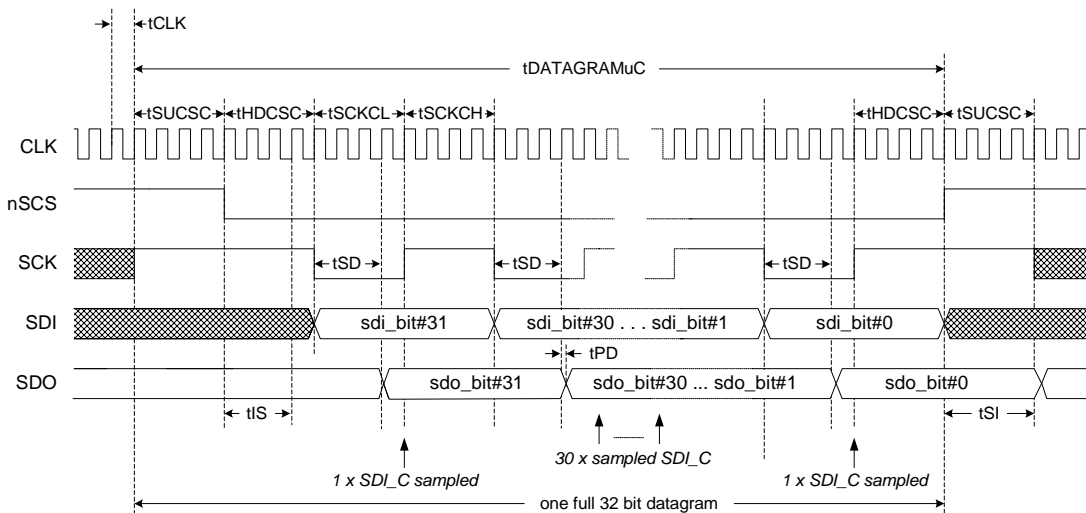 tCLK
tDATAGRAMuC
tSUCSC tHDCSC tSCKCL tSCKCH tHDCSC tSUCSC
CLK
nSCS
SCK tSD tSD tSD
SDI sdi_bit#31 sdi_bit#30 . . . sdi_bit#1 sdi_bit#0
tPD
SDO sdo_bit#31 sdo_bit#30 ... sdo_bit#1 sdo_bit#0
tIS tSI
30 x sampled SDI_C
1 x SDI_C sampled 1 x SDI_C sampled
one full 32 bit datagram